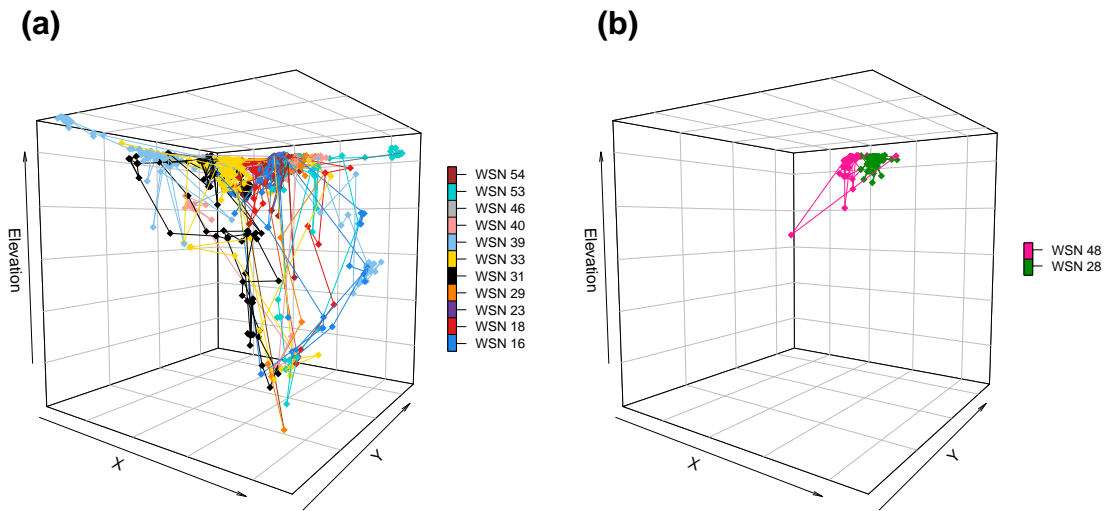 (a)
Elevation
X
Y
WSN 54
WSN 53
WSN 46
WSN 40
WSN 39
WSN 33
WSN 31
WSN 29
WSN 23
WSN 18
WSN 16
(b)
Elevation
X
Y
WSN 48
WSN 28